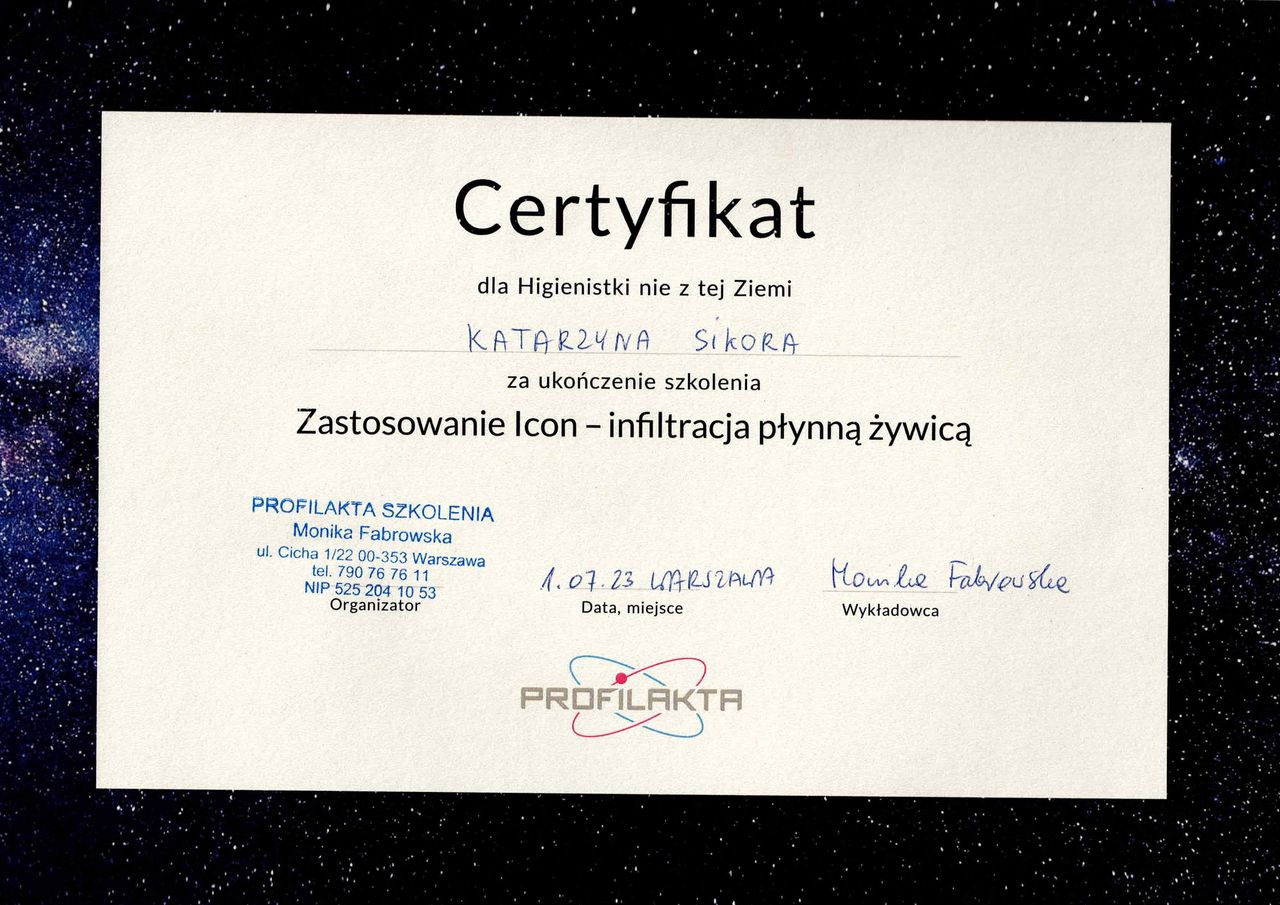 Certyfikat
dla Higienistki nie z tej Ziemi
KATARZYNA SIKORA
za ukończenie szkolenia
Zastosowanie Icon – infiltracja płynną żywicą
PROFILAKTA SZKOLENIA
Monika Fabrowska
ul. Cicha 1/22 00-353 Warszawa
tel. 790 76 76 11
NIP 525 204 10 53
Organizator
1.07.23 WARSZAWA
Data, miejsce
Monika Fabrowska
Wykładowca
PROFILAKTA